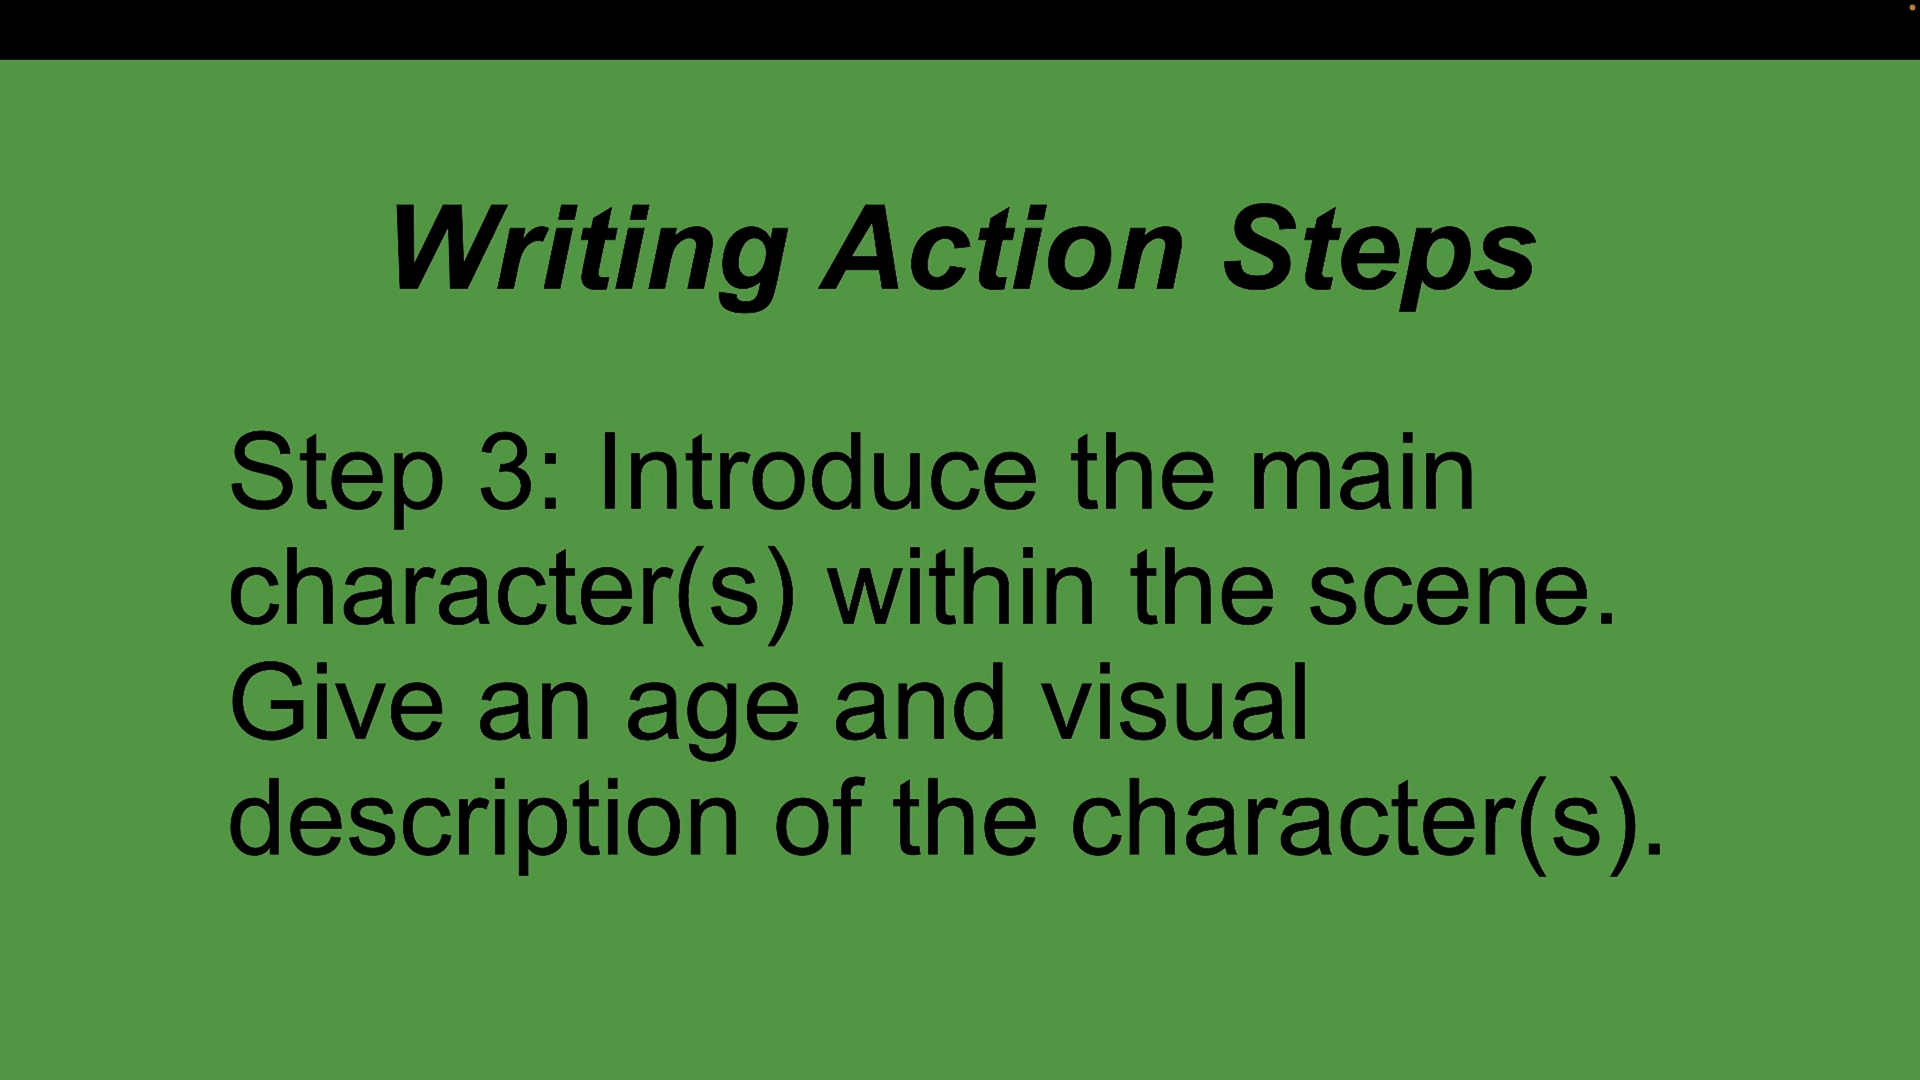 Writing Action Steps
Step 3: Introduce the main
character(s) within the scene.
Give an age and visual
description of the character(s).